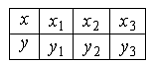 x x₁ x₂ x₃
y y₁ y₂ y₃